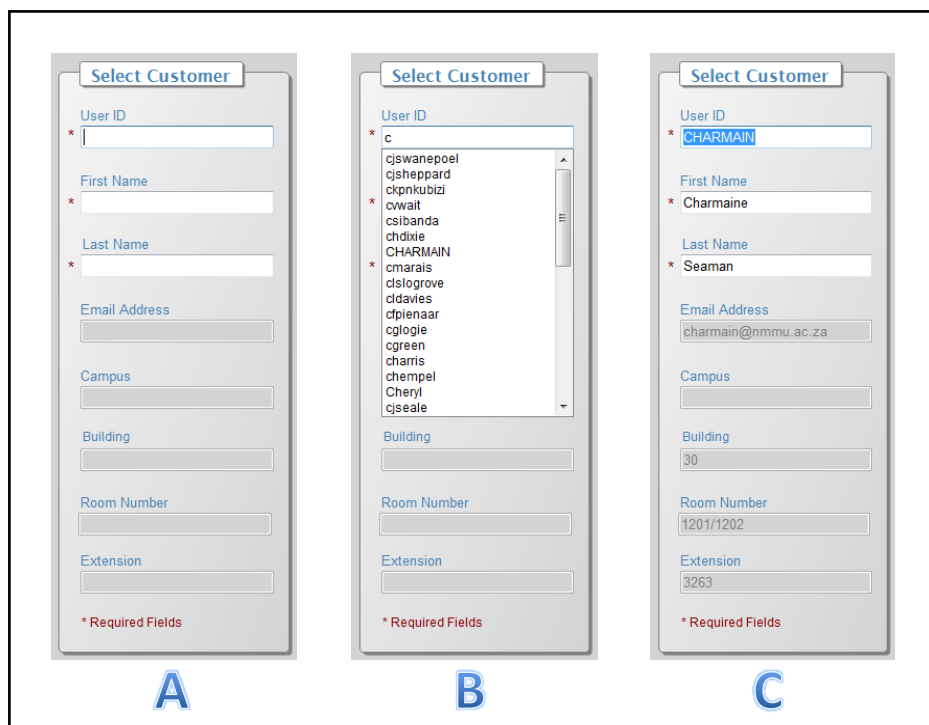 Select Customer
User ID
*
First Name
*
Last Name
*
Email Address
Campus
Building
Room Number
Extension
* Required Fields
A
Select Customer
User ID
* c
cjswanepoel
cjsheppard
ckpnkubizi
* cvwait
csibanda
chdixie
CHARMAIN
* cmarais
clslogrove
cldavies
cfpienaar
cglogie
cgreen
charris
chempel
Cheryl
cjseale
Building
Room Number
Extension
* Required Fields
B
Select Customer
User ID
* CHARMAIN
First Name
* Charmaine
Last Name
* Seaman
Email Address
charmain@nmmu.ac.za
Campus
Building
30
Room Number
1201/1202
Extension
3263
* Required Fields
C